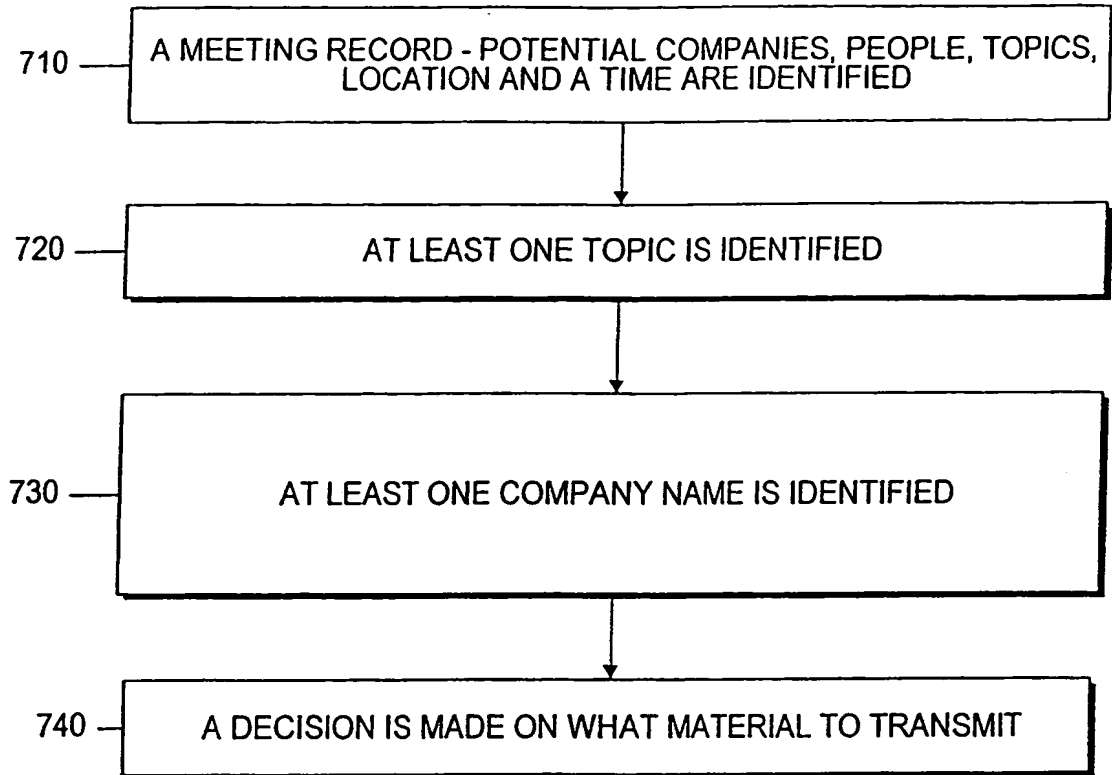 710
A MEETING RECORD - POTENTIAL COMPANIES, PEOPLE, TOPICS,
LOCATION AND A TIME ARE IDENTIFIED
720
AT LEAST ONE TOPIC IS IDENTIFIED
730
AT LEAST ONE COMPANY NAME IS IDENTIFIED
740
A DECISION IS MADE ON WHAT MATERIAL TO TRANSMIT